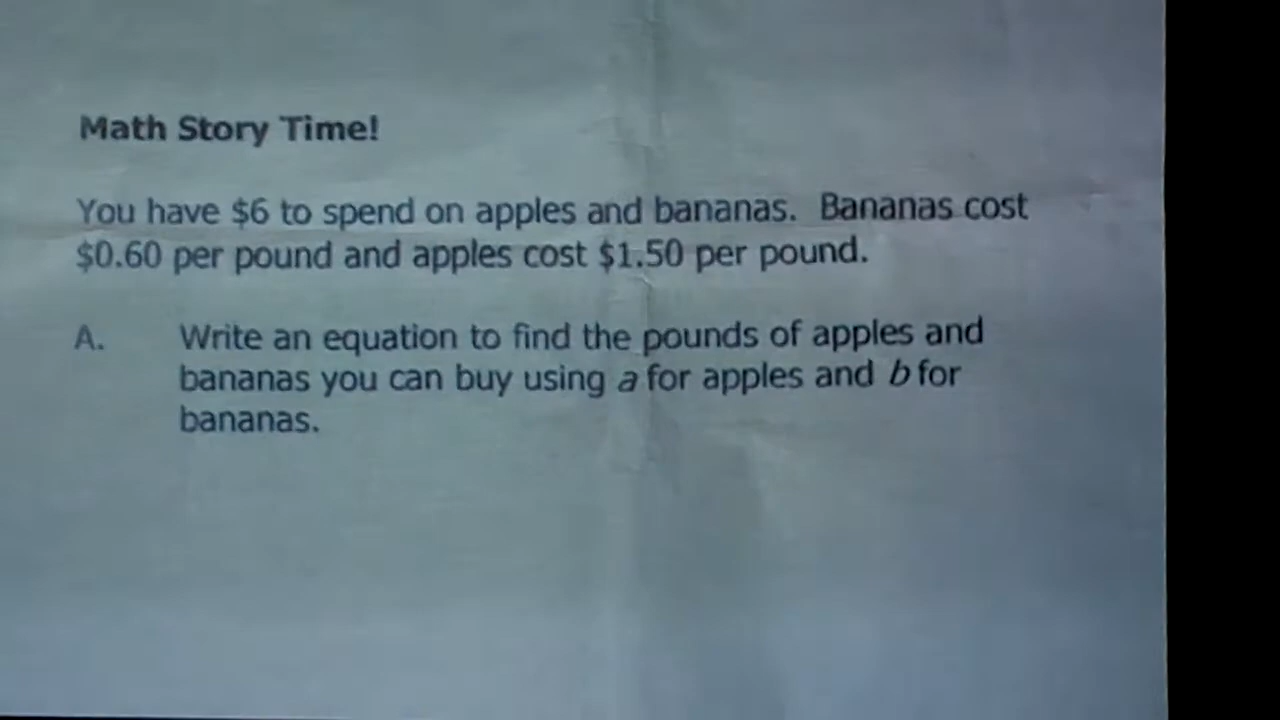 Math Story Time!
You have $6 to spend on apples and bananas. Bananas cost
$0.60 per pound and apples cost $1.50 per pound.
A. Write an equation to find the pounds of apples and
bananas you can buy using a for apples and b for
bananas.